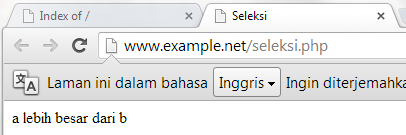 Index of /
Seleksi
www.example.net/seleksi.php
Laman ini dalam bahasa Inggris Ingin diterjemahka
a lebih besar dari b